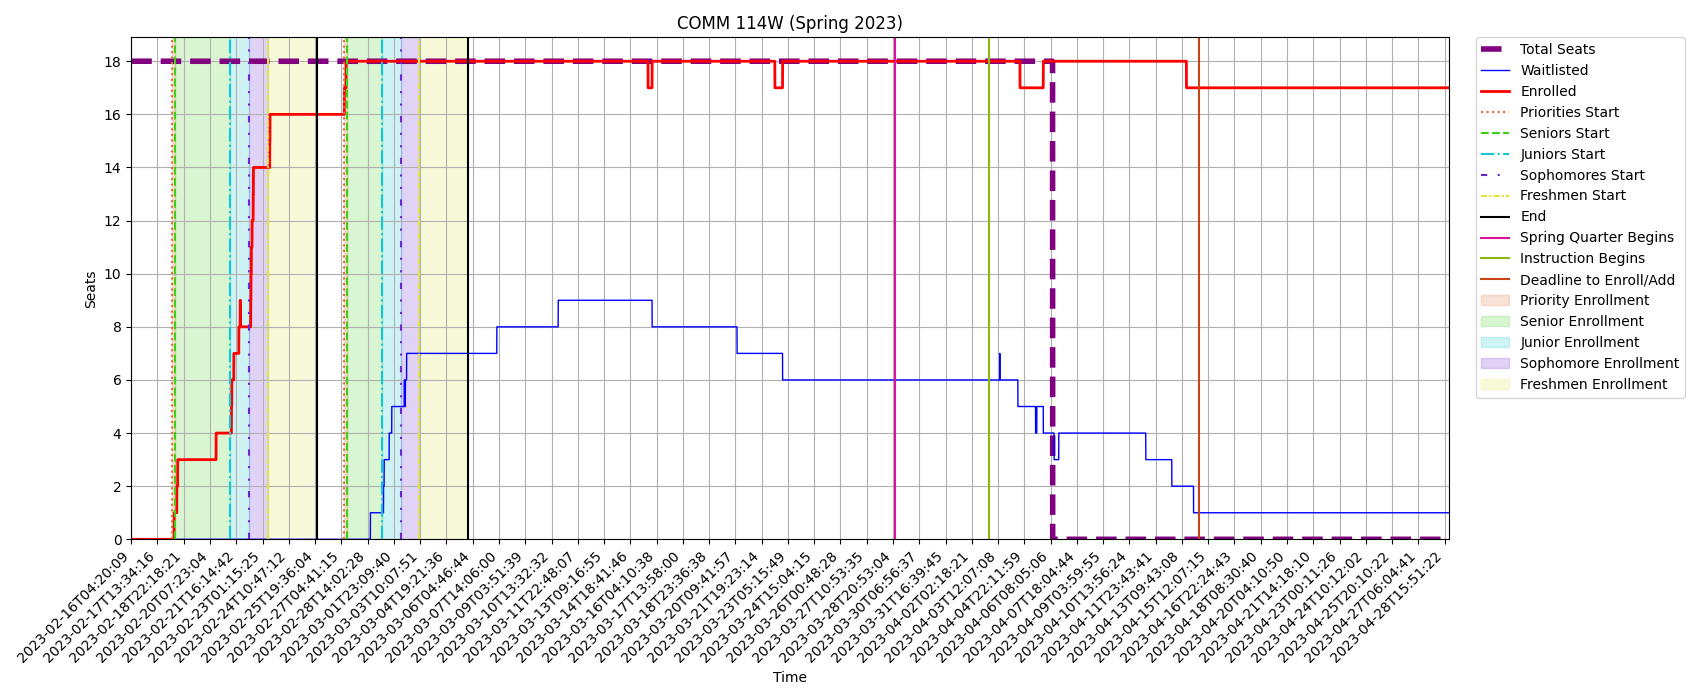 COMM 114W (Spring 2023)
Seats
18
16
14
12
10
8
6
4
2
0
2023-02-16T04:20:09
2023-02-17T13:34:16
2023-02-18T22:18:21
2023-02-20T07:23:04
2023-02-21T16:14:42
2023-02-23T01:15:23
2023-02-24T10:47:12
2023-02-25T19:36:04
2023-02-27T04:41:15
2023-02-28T14:02:28
2023-03-01T23:09:40
2023-03-03T10:07:51
2023-03-04T19:21:36
2023-03-06T04:46:44
2023-03-07T14:06:00
2023-03-09T03:51:39
2023-03-10T13:32:32
2023-03-11T22:48:07
2023-03-13T09:16:55
2023-03-14T18:41:46
2023-03-16T04:10:38
2023-03-17T13:58:00
2023-03-18T23:36:38
2023-03-20T09:41:57
2023-03-21T19:23:14
2023-03-23T05:15:49
2023-03-24T15:04:15
2023-03-26T00:48:28
2023-03-27T10:53:35
2023-03-28T20:53:04
2023-03-30T06:56:37
2023-03-31T16:39:45
2023-04-02T02:18:21
2023-04-03T12:07:08
2023-04-04T22:11:59
2023-04-06T08:05:06
2023-04-07T18:04:44
2023-04-09T03:59:55
2023-04-10T13:56:24
2023-04-11T23:43:41
2023-04-13T09:43:08
2023-04-15T12:07:15
2023-04-16T22:24:43
2023-04-18T08:30:40
2023-04-20T04:10:50
2023-04-21T14:18:10
2023-04-23T00:11:26
2023-04-24T10:12:02
2023-04-25T20:10:22
2023-04-27T06:04:41
2023-04-28T15:51:22
Time
Total Seats
Waitlisted
Enrolled
Priorities Start
Seniors Start
Juniors Start
Sophomores Start
Freshmen Start
End
Spring Quarter Begins
Instruction Begins
Deadline to Enroll/Add
Priority Enrollment
Senior Enrollment
Junior Enrollment
Sophomore Enrollment
Freshmen Enrollment